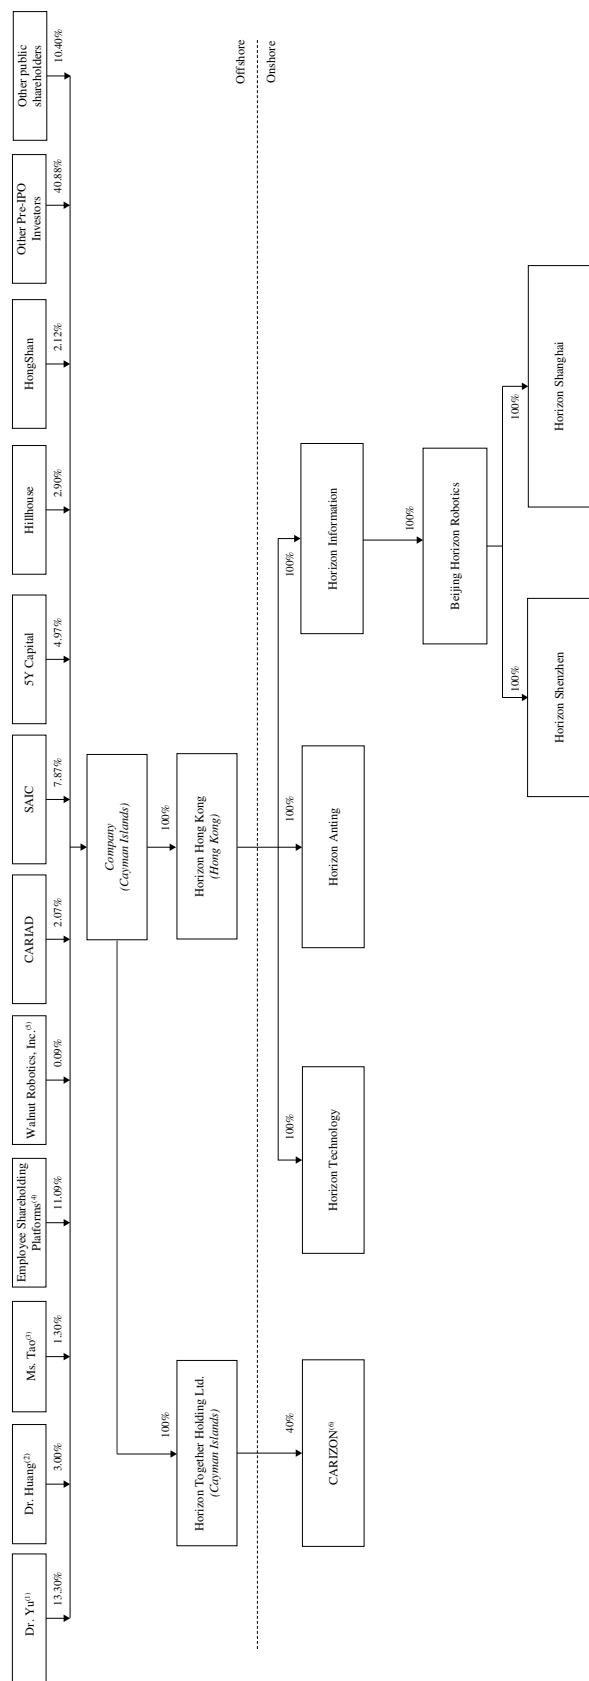 Dr. Yu(1)
Dr. Huang(2)
Ms. Tao(3)
Employee Shareholding
Platforms(4)
Walnut Robotics, Inc.(5)
CARIAD
SAIC
5Y Capital
Hillhouse
HongShan
Other Pre-IPO
Investors
Other public
shareholders
13.30%
3.00%
1.30%
11.09%
0.09%
2.07%
7.87%
4.97%
2.90%
2.12%
40.88%
10.40%
Company
(Cayman Islands)
100%
100%
Horizon Together Holding Ltd.
(Cayman Islands)
Horizon Hong Kong
(Hong Kong)
Offshore
Onshore
40%
100%
100%
100%
CARIZON(6)
Horizon Technology
Horizon Anting
Horizon Information
100%
Beijing Horizon Robotics
100%
100%
Horizon Shenzhen
Horizon Shanghai